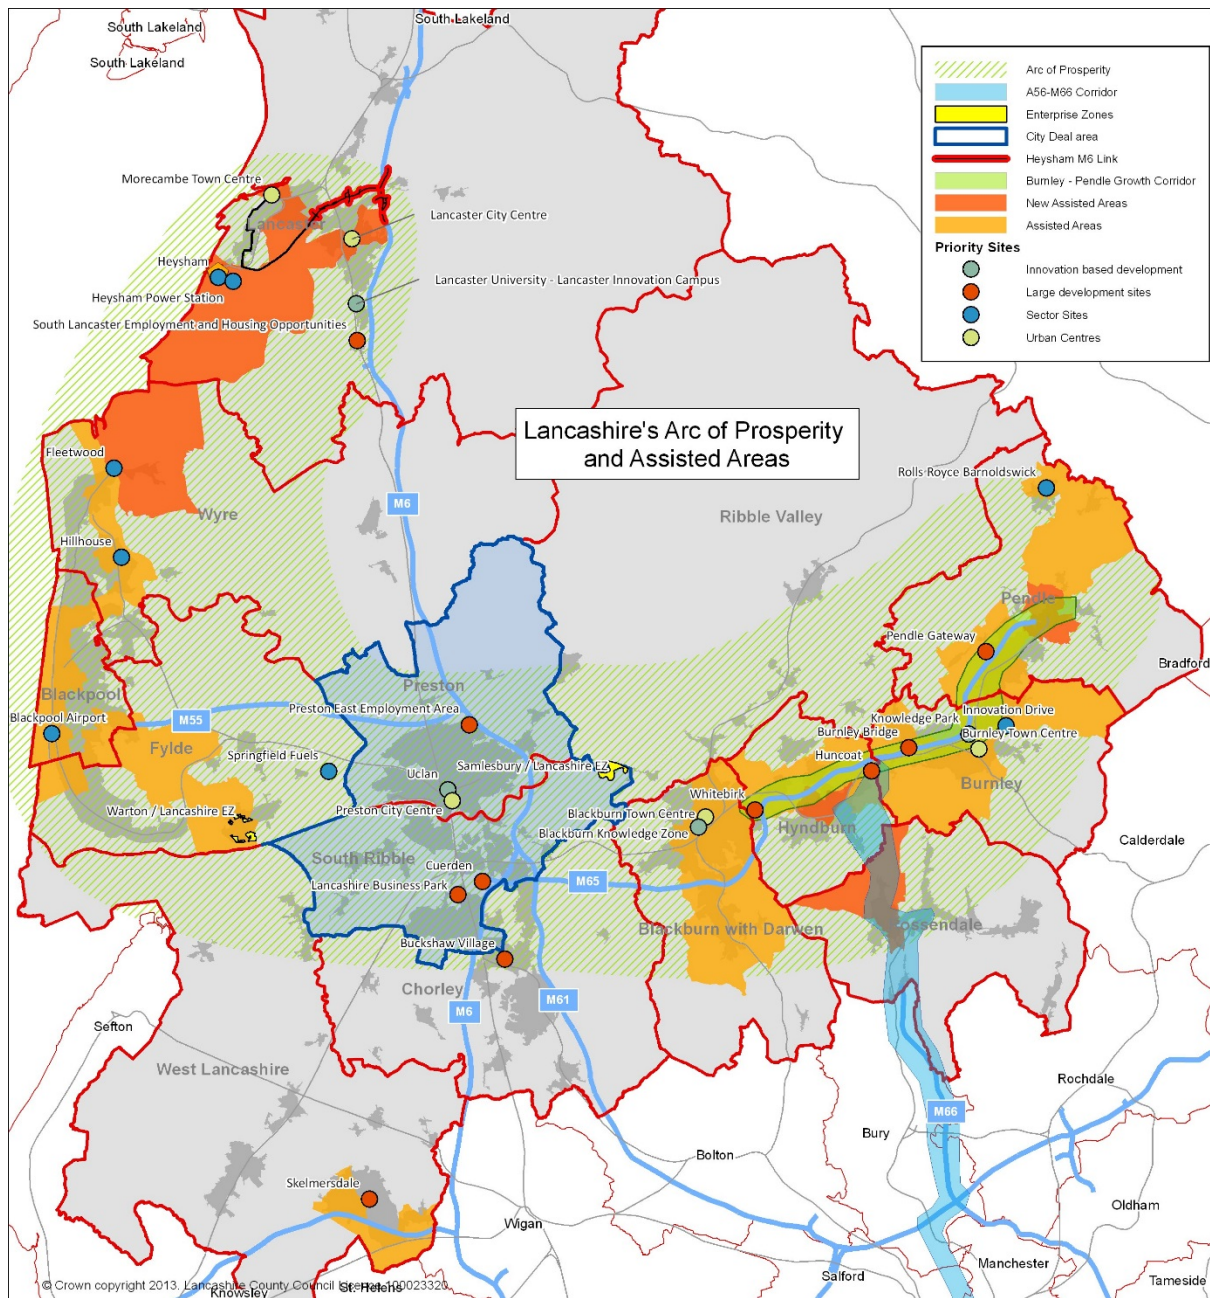 South Lakeland
South Lakeland
South Lakeland
Arc of Prosperity
A56-M66 Corridor
Enterprise Zones
City Deal area
Heysham M6 Link
Burnley - Pendle Growth Corridor
New Assisted Areas
Assisted Areas
Priority Sites
Innovation based development
Large development sites
Sector Sites
Urban Centres
Morecambe Town Centre
Lancaster City Centre
ancaster
Heysham
Heysham Power Station
Lancaster University - Lancaster Innovation Campus
South Lancaster Employment and Housing Opportunities
Lancashire's Arc of Prosperity
and Assisted Areas
Fleetwood
Rolls Royce Barnoldswick
M6
Wyre
Ribble Valley
Hillhouse
Pendle
Pendle Gateway
Bradford
Preston
Blackpool
Blackpool Airport
M55
Preston East Employment Area
Knowledge Park
Innovation Drive
Burnley Bridge
Burnley Town Centre
Fylde
Springfield Fuels
Samlesbury / Lancashire EZ
Huncoat
Uclan
Whitebirk
Burnley
Warton / Lancashire EZ
Preston City Centre
Blackburn Town Centre
Blackburn Knowledge Zone
Hyndburn
Calderdale
South Ribble
Cuerden
Lancashire Business Park
M65
Blackburn with Darwen
ossendale
Buckshaw Village
Chorley
M6
M61
Sefton
West Lancashire
Rochdale
M66
Bury
Bolton
Skelmersdale
Wigan
Oldham
Manchester
Salford
Tameside
© Crown copyright 2013. Lancashire County Council Licence 100023320
St. Helens
Knowsley